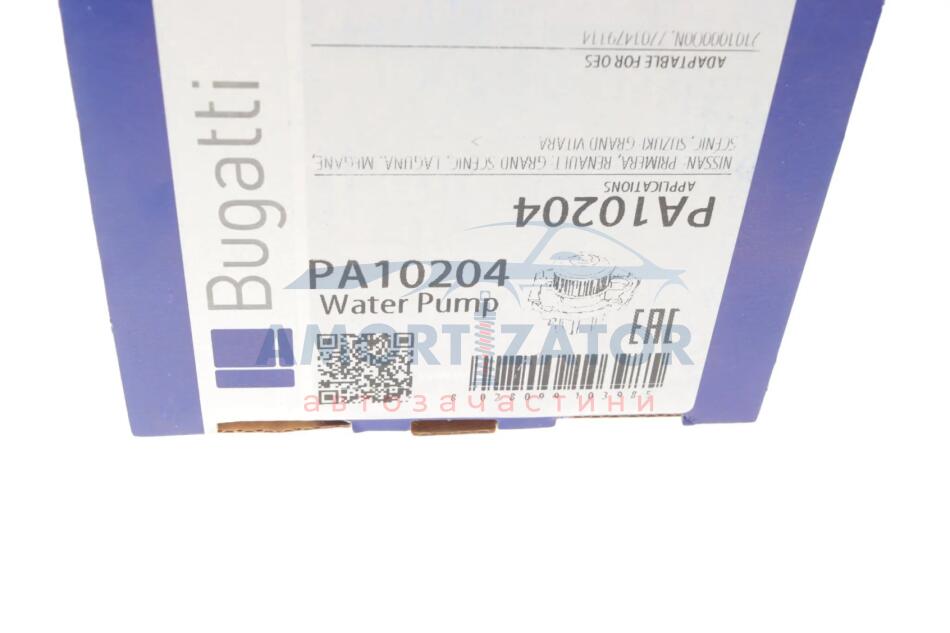 Bugatti
PA10204
Water Pump
PA10204
APPLICATIONS
NISSAN: PRIMERA, RENAULT: GRAND SCENIC, LAGUNA, MEGANE,
SCENIC, SUZUKI: GRAND VITARA
ADAPTABLE FOR OES
7701479114
EAC
AMORTIZATOR
автозапчастини